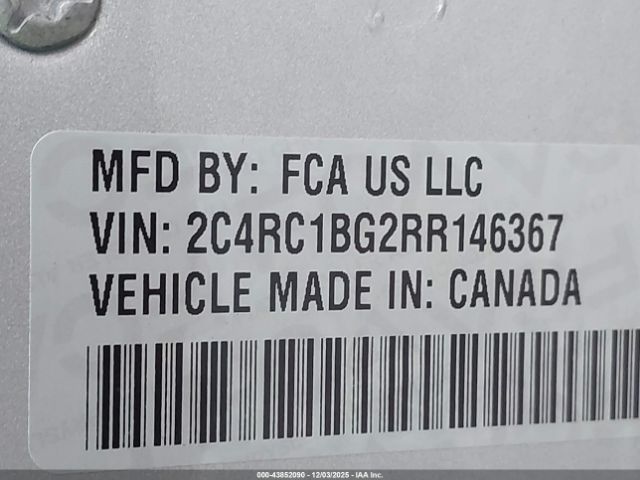 MFD BY: FCA US LLC
VIN: 2C4RC1BG2RR146367
VEHICLE MADE IN: CANADA
000-43852090 - 12/03/2025 - IAA Inc.